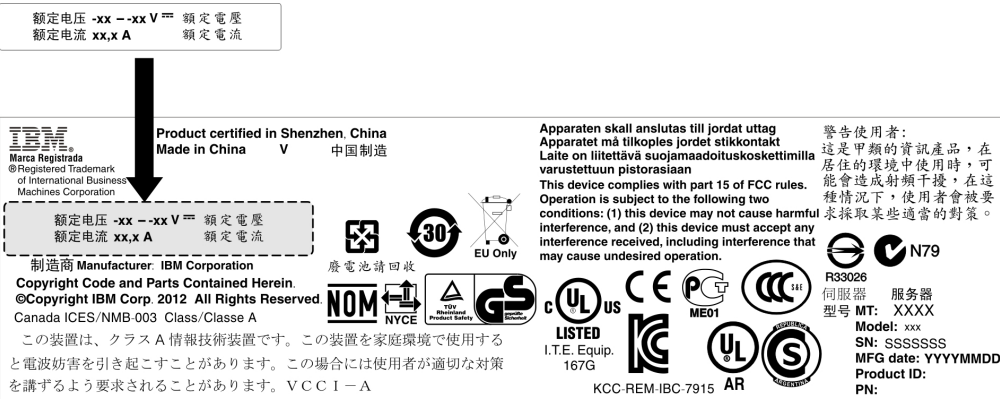 额定电压 -xx – -xx V ⎓ 額定電壓
额定电流 xx,x A 額定電流
IBM®
Marca Registrada
® Registered Trademark
of International Business
Machines Corporation
Product certified in Shenzhen, China
Made in China V 中国制造
额定电压 -xx – -xx V ⎓ 額定電壓
额定电流 xx,x A 額定電流
制造商 Manufacturer: IBM Corporation
Copyright Code and Parts Contained Herein.
©Copyright IBM Corp. 2012 All Rights Reserved.
Canada ICES/NMB-003 Class/Classe A
この装置は、クラス A 情報技術装置です。この装置を家庭環境で使用する
と電波妨害を引き起こすことがあります。この場合には使用者が適切な対策
を講ずるよう要求されることがあります。ＶＣＣＩ－Ａ
廢電池請回收
30
EU Only
NOM
NYCE
TÜV
Rheinland
Product Safety
GS
geprüfte
Sicherheit
Apparaten skall anslutas till jordat uttag
Apparatet må tilkoples jordet stikkontakt
Laite on liitettävä suojamaadoituskoskettimilla
varustettuun pistorasiaan
This device complies with part 15 of FCC rules.
Operation is subject to the following two
conditions: (1) this device may not cause harmful
interference, and (2) this device must accept any
interference received, including interference that
may cause undesired operation.
C UL US
LISTED
I.T.E. Equip.
167G
CE
PCT
ME01
CCC S&E
KC
KCC-REM-IBC-7915
UL
AR
REPUBLICA
S
ARGENTINA
警告使用者:
這是甲類的資訊產品，在
居住的環境中使用時，可
能會造成射頻干擾，在這
種情況下，使用者會被要
求採取某些適當的對策。
R33026
N79
伺服器 服务器
型号 MT: XXXX
Model: xxx
SN: SSSSSSS
MFG date: YYYYMMDD
Product ID:
PN: